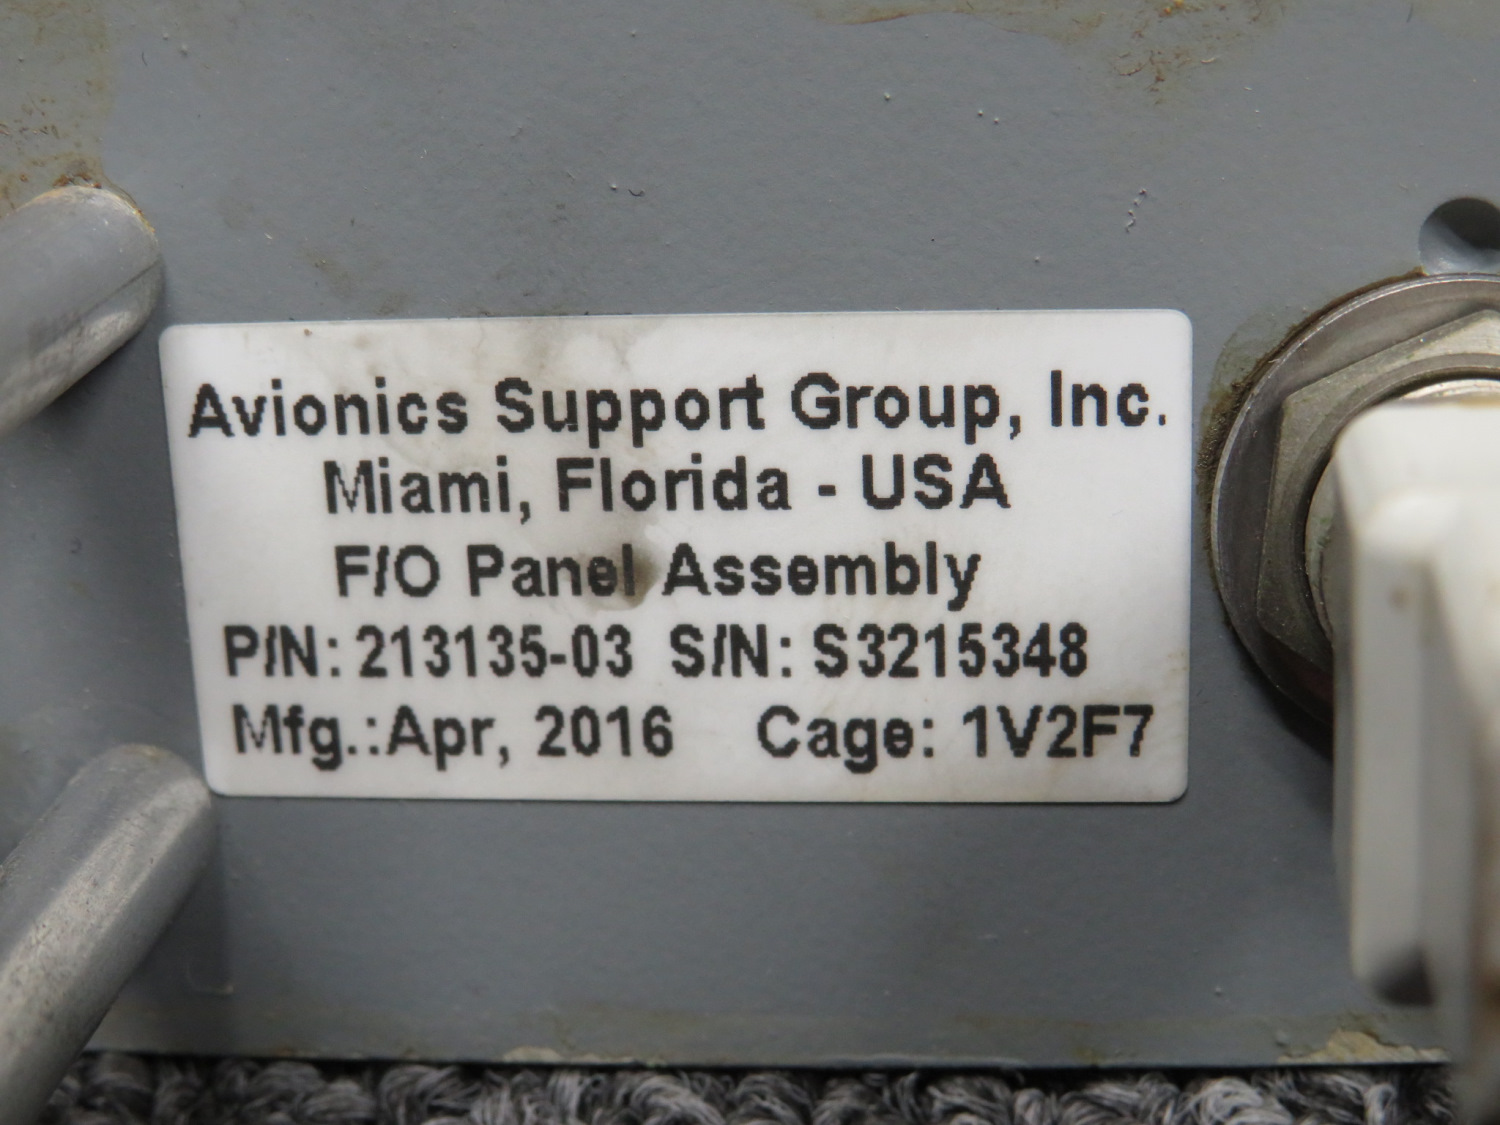 Avionics Support Group, Inc.
Miami, Florida - USA
F/O Panel Assembly
P/N: 213135-03 S/N: S3215348
Mfg.:Apr, 2016 Cage: 1V2F7